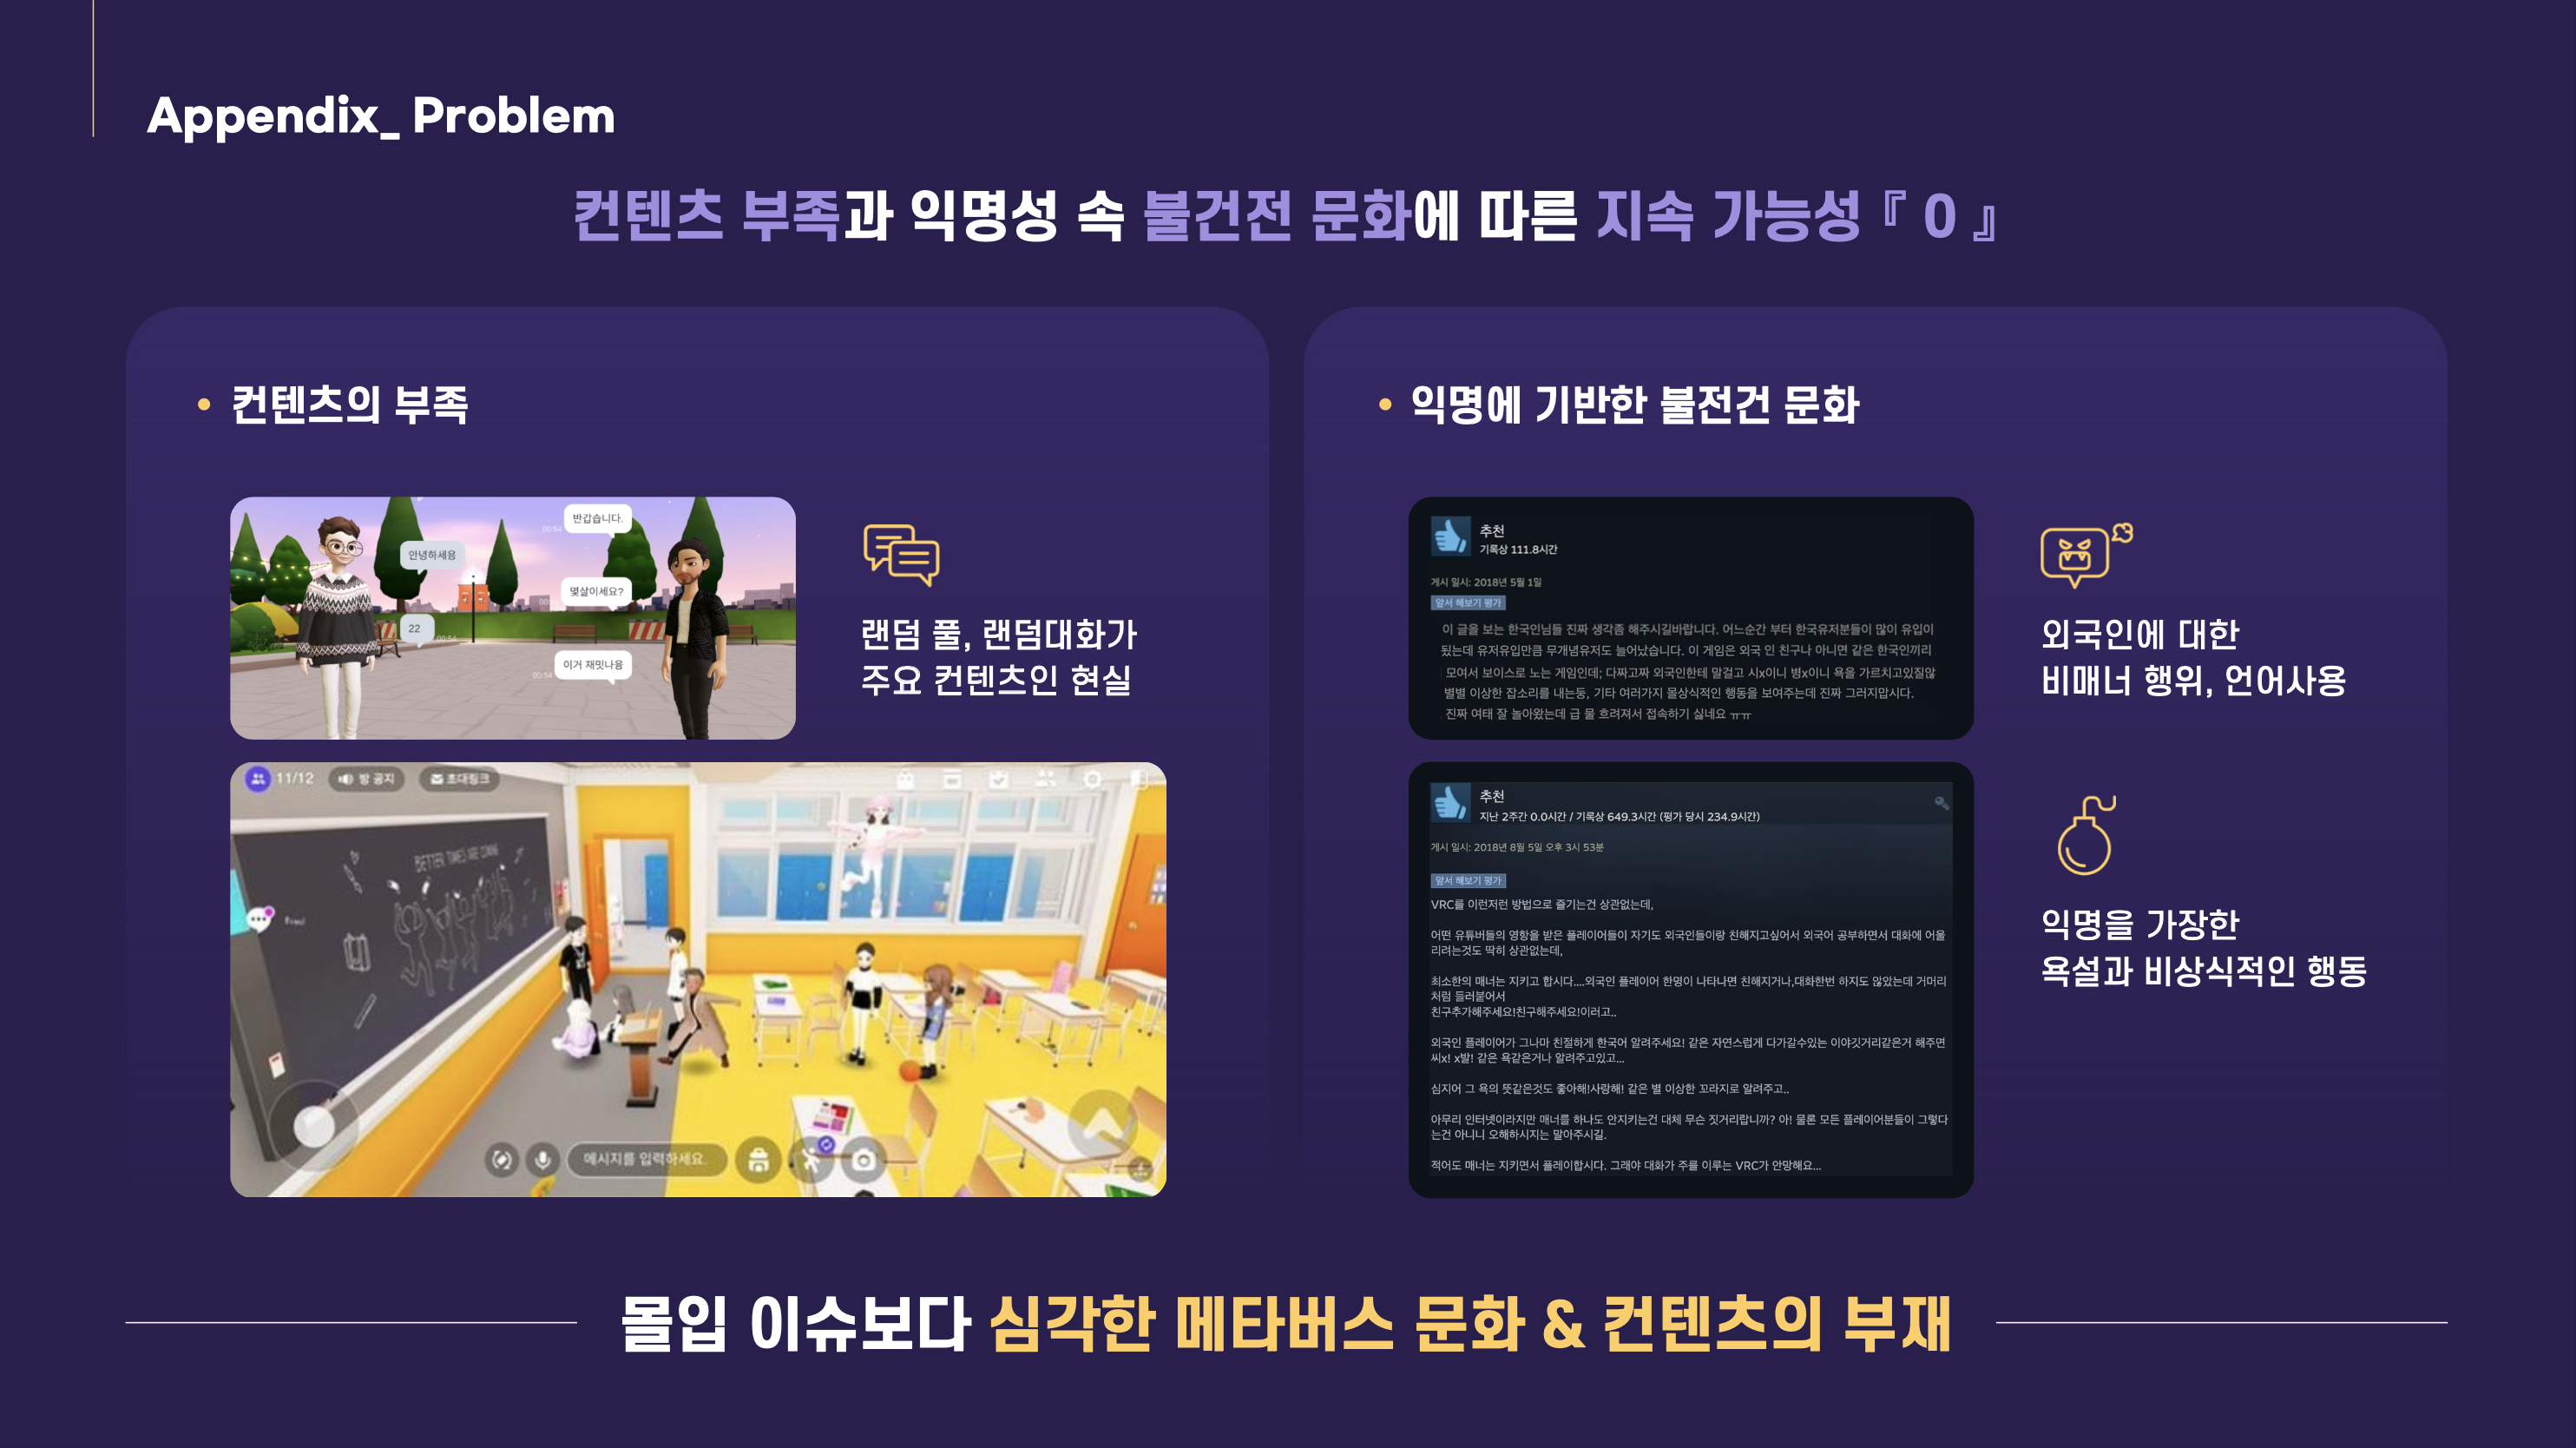 Appendix_ Problem
컨텐츠 부족과 익명성 속 불건전 문화에 따른 지속 가능성『 0 』
컨텐츠의 부족
반갑습니다.
00:54
안녕하세용
몇살이세요?
22
00:54
이거 재밋나용
00:54
랜덤 풀, 랜덤대화가
주요 컨텐츠인 현실
11/12
방 공지
초대링크
BETTER TIMES ARE COMING
메시지를 입력하세요.
익명에 기반한 불전건 문화
추천
기록상 111.8시간
게시 일시: 2018년 5월 1일
앞서 해보기 평가
이 글을 보는 한국인님들 진짜 생각좀 해주시길바랍니다. 어느순간 부터 한국유저분들이 많이 유입이
됬는데 유저유입만큼 무개념유저도 늘어났습니다. 이 게임은 외국 인 친구나 아니면 같은 한국인끼리
모여서 보이스로 노는 게임인데; 다짜고짜 외국인한테 말걸고 시x이니 병x이니 욕을 가르치고있질않
별별 이상한 잡소리를 내는둥, 기타 여러가지 몰상식적인 행동을 보여주는데 진짜 그러지맙시다.
진짜 여태 잘 놀아왔는데 급 물 흐려져서 접속하기 싫네요 ㅠㅠ
외국인에 대한
비매너 행위, 언어사용
추천
지난 2주간 0.0시간 / 기록상 649.3시간 (평가 당시 234.9시간)
게시 일시: 2018년 8월 5일 오후 3시 53분
앞서 해보기 평가
VRC를 이런저런 방법으로 즐기는건 상관없는데,
어떤 유튜버들의 영향을 받은 플레이어들이 자기도 외국인들이랑 친해지고싶어서 외국어 공부하면서 대화에 어울
리려는것도 딱히 상관없는데,
최소한의 매너는 지키고 합시다....외국인 플레이어 한명이 나타나면 친해지거나,대화한번 하지도 않았는데 거머리
처럼 들러붙어서
친구추가해주세요!친구해주세요!이러고..
외국인 플레이어가 그나마 친절하게 한국어 알려주세요! 같은 자연스럽게 다가갈수있는 이야깃거리같은거 해주면
씨x! x발! 같은 욕같은거나 알려주고있고...
심지어 그 욕의 뜻같은것도 좋아해!사랑해! 같은 별 이상한 꼬라지로 알려주고..
아무리 인터넷이라지만 매너를 하나도 안지키는건 대체 무슨 짓거리랍니까? 아! 물론 모든 플레이어분들이 그렇다
는건 아니니 오해하시지는 말아주시길.
적어도 매너는 지키면서 플레이합시다. 그래야 대화가 주를 이루는 VRC가 안망해요...
익명을 가장한
욕설과 비상식적인 행동
몰입 이슈보다 심각한 메타버스 문화 & 컨텐츠의 부재